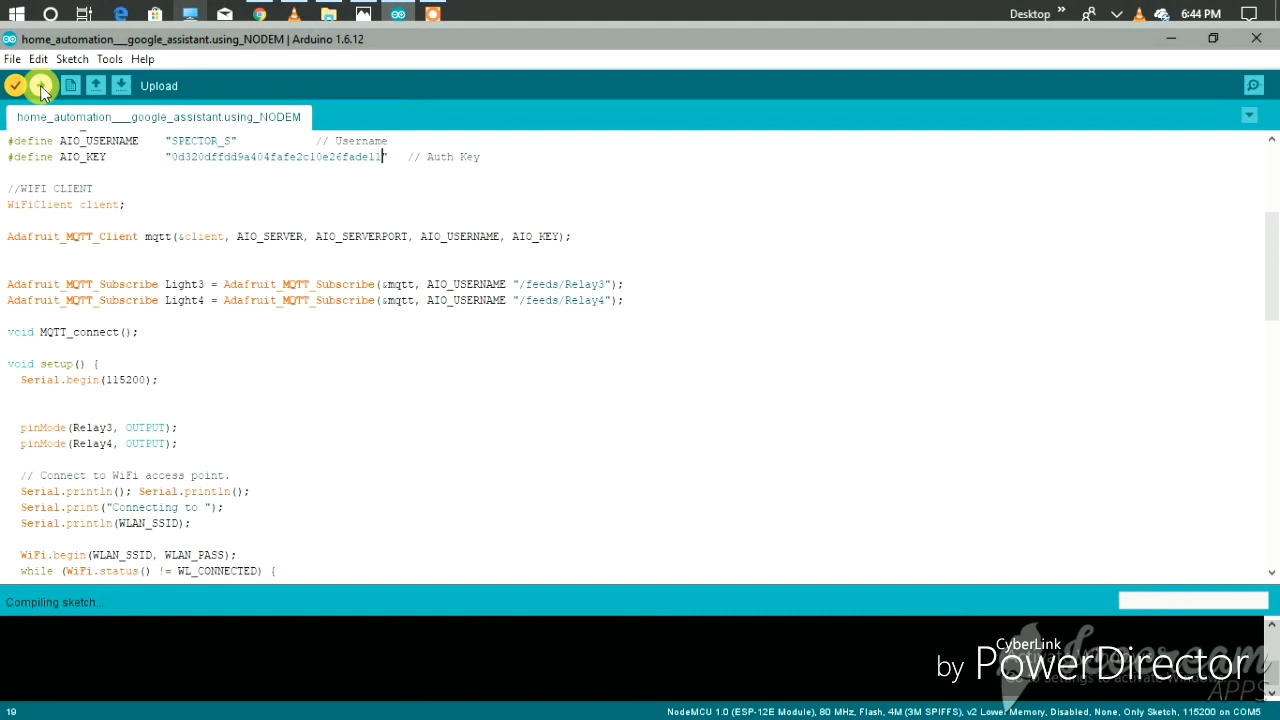 Desktop
6:44 PM
home_automation___google_assistant.using_NODEM | Arduino 1.6.12
File Edit Sketch Tools Help
Upload
home_automation___google_assistant.using_NODEM
#define AIO_USERNAME "SPECTOR_S" // Username
#define AIO_KEY "0d320dffdd9a404fafe2c10e26fade11" // Auth Key
//WIFI CLIENT
WiFiClient client;
Adafruit_MQTT_Client mqtt(&client, AIO_SERVER, AIO_SERVERPORT, AIO_USERNAME, AIO_KEY);
Adafruit_MQTT_Subscribe Light3 = Adafruit_MQTT_Subscribe(&mqtt, AIO_USERNAME "/feeds/Relay3");
Adafruit_MQTT_Subscribe Light4 = Adafruit_MQTT_Subscribe(&mqtt, AIO_USERNAME "/feeds/Relay4");
void MQTT_connect();
void setup() {
Serial.begin(115200);
pinMode(Relay3, OUTPUT);
pinMode(Relay4, OUTPUT);
// Connect to WiFi access point.
Serial.println(); Serial.println();
Serial.print("Connecting to ");
Serial.println(WLAN_SSID);
WiFi.begin(WLAN_SSID, WLAN_PASS);
while (WiFi.status() != WL_CONNECTED) {
Compiling sketch...
CyberLink
by PowerDirector
APPS
19
NodeMCU 1.0 (ESP-12E Module), 80 MHz, Flash, 4M (3M SPIFFS), v2 Lower Memory, Disabled, None, Only Sketch, 115200 on COM5